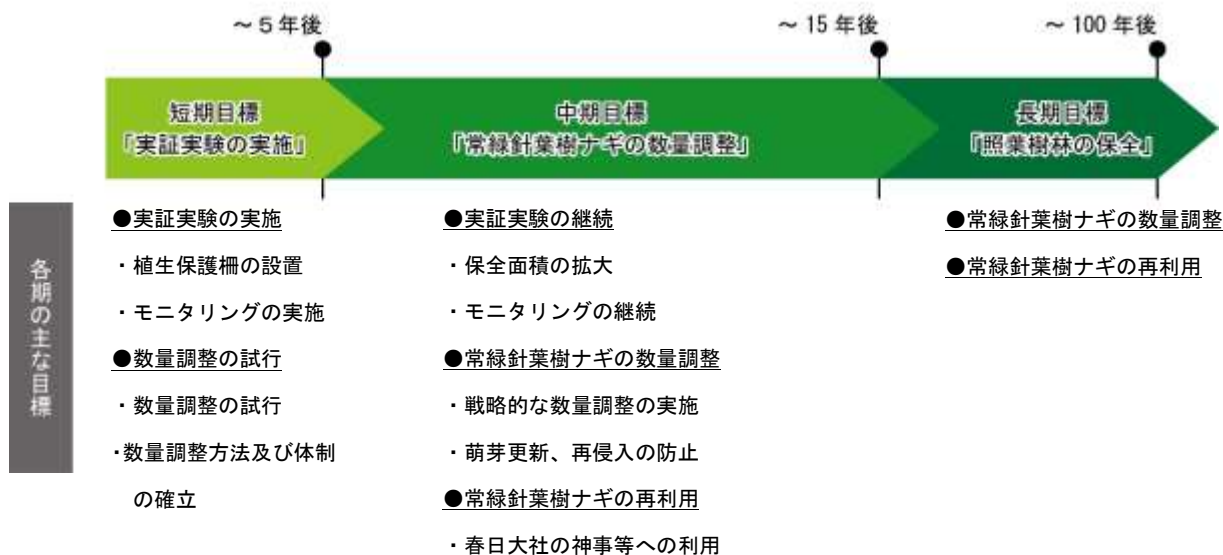 ～５年後
～15年後
～100年後
短期目標
「実証実験の実施」
中期目標
「常緑針葉樹ナギの数量調整」
長期目標
「照葉樹林の保全」
各期の主な目標
●実証実験の実施
・植生保護柵の設置
・モニタリングの実施
●数量調整の試行
・数量調整の試行
・数量調整方法及び体制
の確立
●実証実験の継続
・保全面積の拡大
・モニタリングの継続
●常緑針葉樹ナギの数量調整
・戦略的な数量調整の実施
・萌芽更新、再侵入の防止
●常緑針葉樹ナギの再利用
・春日大社の神事等への利用
●常緑針葉樹ナギの数量調整
●常緑針葉樹ナギの再利用